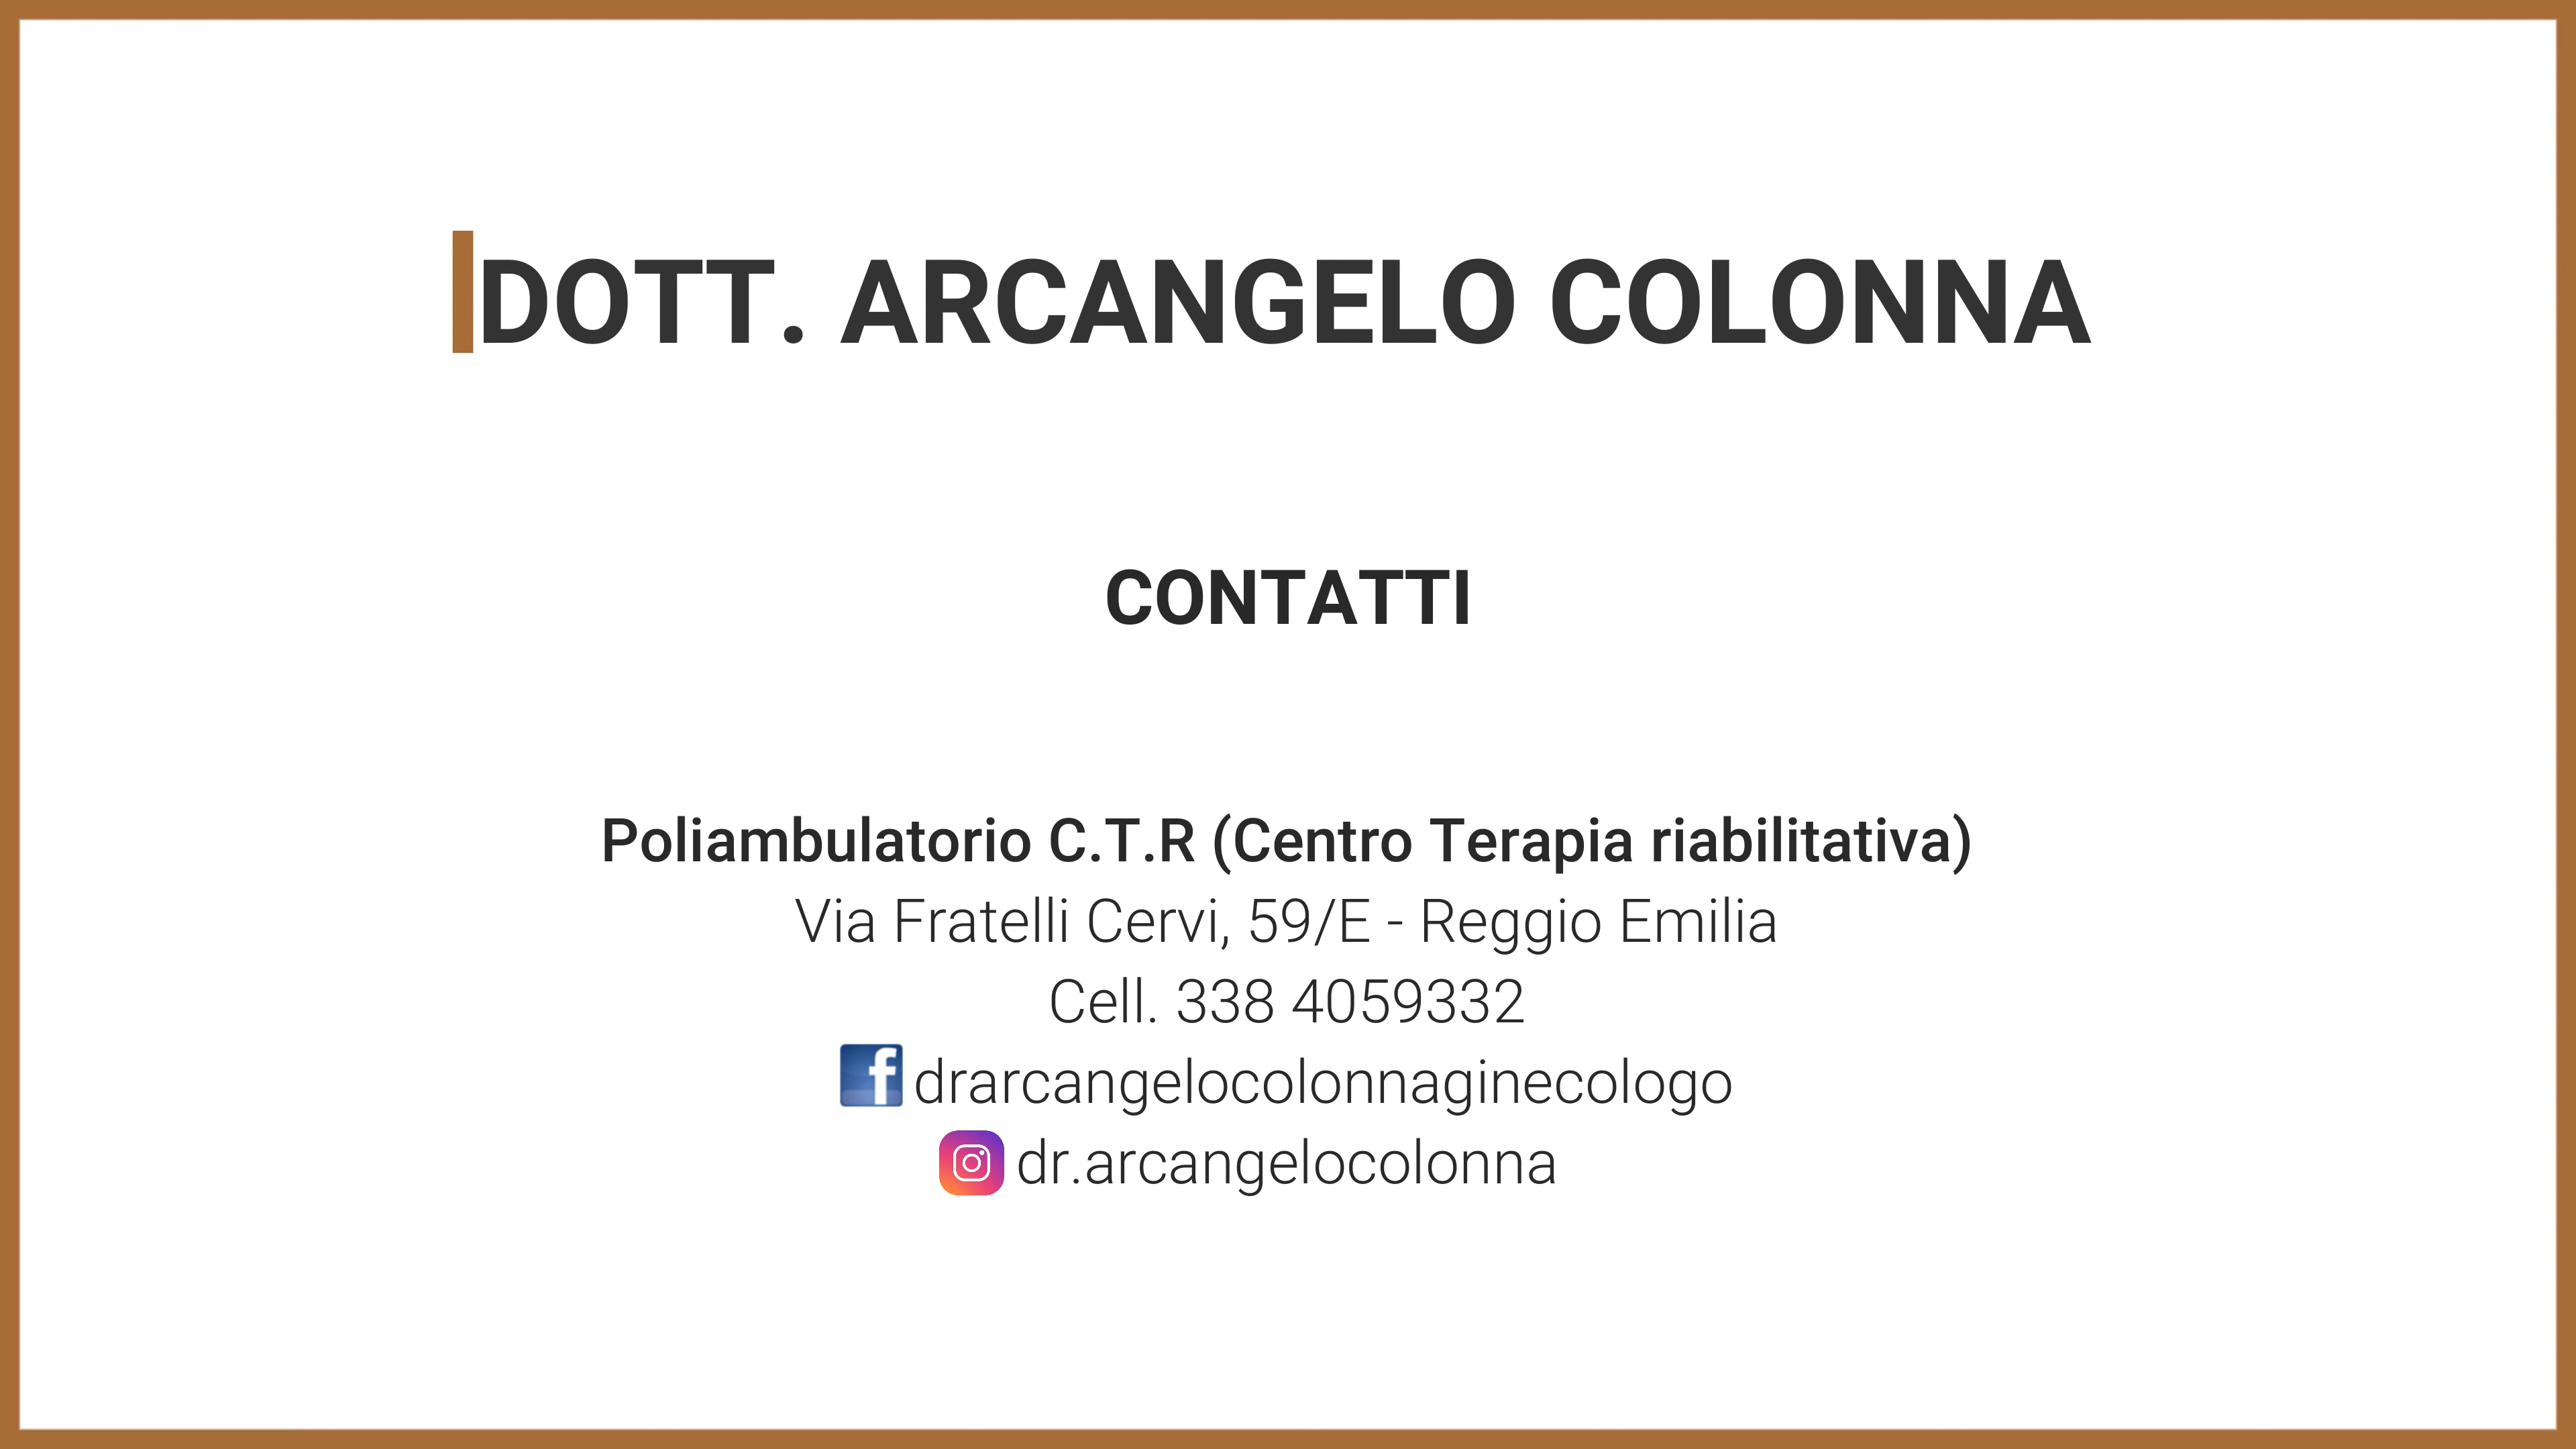 DOTT. ARCANGELO COLONNA
CONTATTI
Poliambulatorio C.T.R (Centro Terapia riabilitativa)
Via Fratelli Cervi, 59/E - Reggio Emilia
Cell. 338 4059332
drarcangelocolonnaginecologo
dr.arcangelocolonna